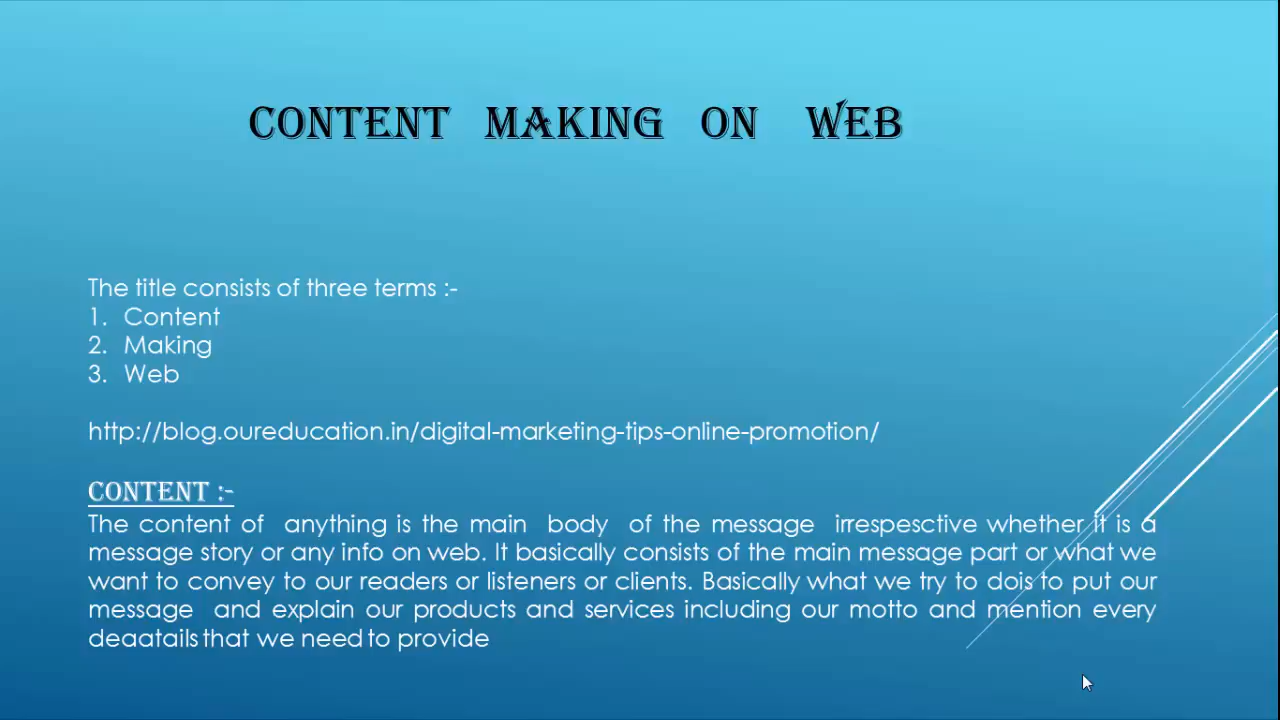 CONTENT MAKING ON WEB
The title consists of three terms :-
1. Content
2. Making
3. Web
http://blog.oureducation.in/digital-marketing-tips-online-promotion/
CONTENT :-
The content of anything is the main body of the message irrespesctive whether it is a
message story or any info on web. It basically consists of the main message part or what we
want to convey to our readers or listeners or clients. Basically what we try to dois to put our
message and explain our products and services including our motto and mention every
deaatails that we need to provide